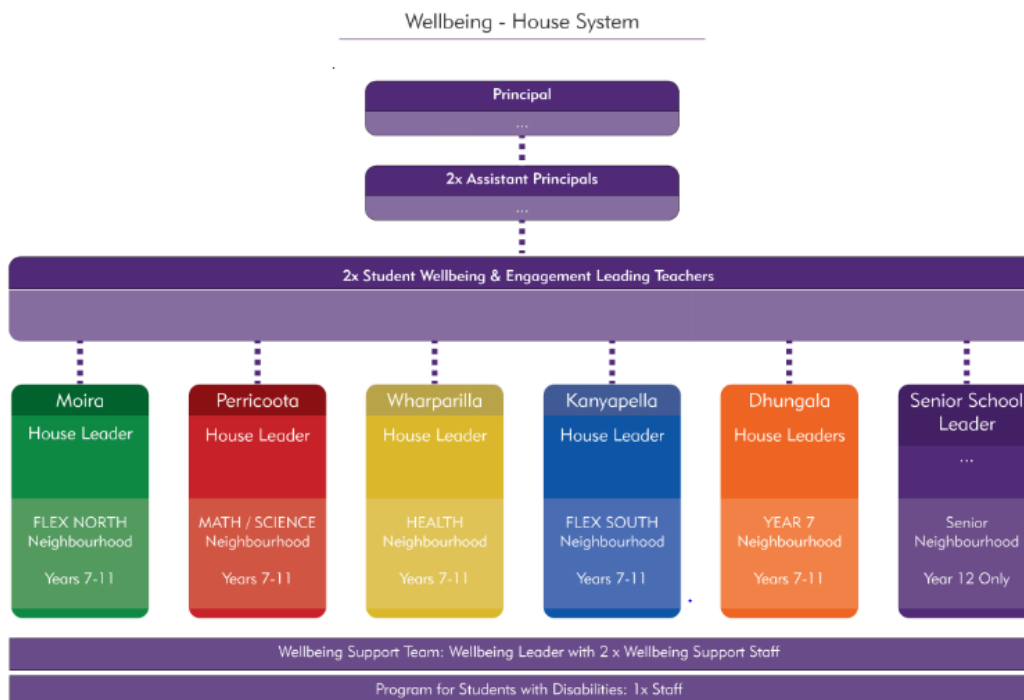 Wellbeing - House System
Principal
...
2x Assistant Principals
...
2x Student Wellbeing & Engagement Leading Teachers
Moira
House Leader
FLEX NORTH
Neighbourhood
Years 7-11
Perricoota
House Leader
MATH / SCIENCE
Neighbourhood
Years 7-11
Wharparilla
House Leader
HEALTH
Neighbourhood
Years 7-11
Kanyapella
House Leader
FLEX SOUTH
Neighbourhood
Years 7-11
Dhungala
House Leaders
YEAR 7
Neighbourhood
Years 7-11
Senior School
Leader
...
Senior
Neighbourhood
Year 12 Only
Wellbeing Support Team: Wellbeing Leader with 2 x Wellbeing Support Staff
Program for Students with Disabilities: 1x Staff